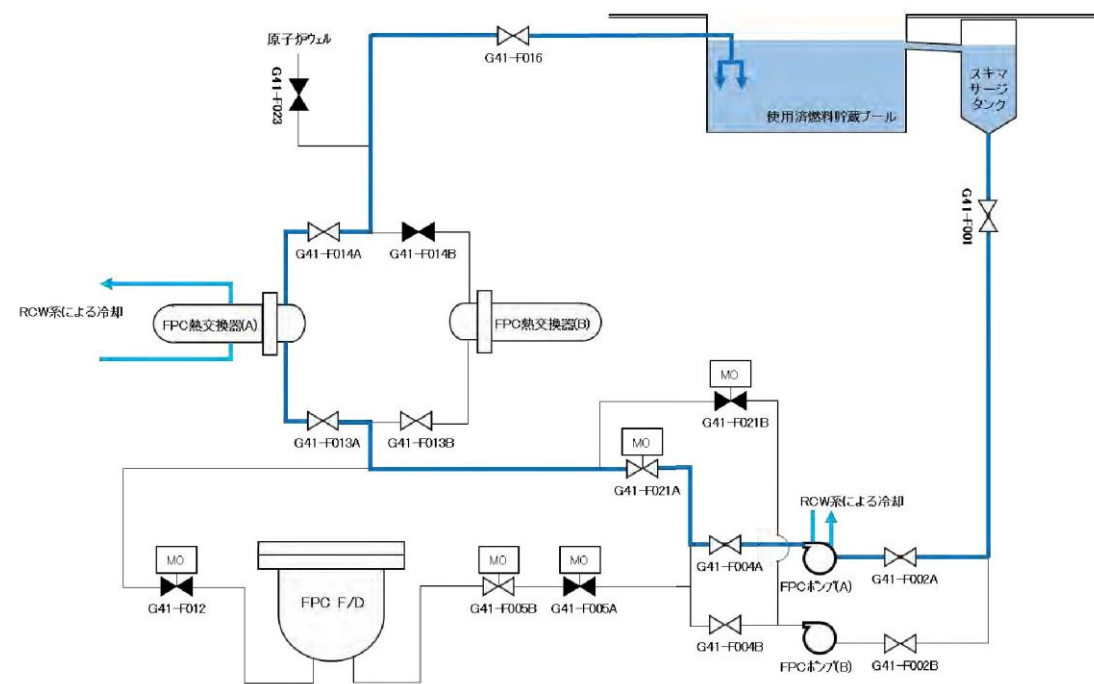 原子炉ウェル
G41-F023
G41-F016
スキマ
サージ
タンク
使用済燃料貯蔵プール
G41-F001
G41-F014A
G41-F014B
RCW系による冷却
FPC熱交換器(A)
FPC熱交換器(B)
MO
G41-F021B
G41-F013A
G41-F013B
MO
G41-F021A
RCW系による冷却
G41-F004A
FPCポンプ(A)
G41-F002A
MO
G41-F012
FPC F/D
MO
G41-F005B
MO
G41-F005A
G41-F004B
FPCポンプ(B)
G41-F002B